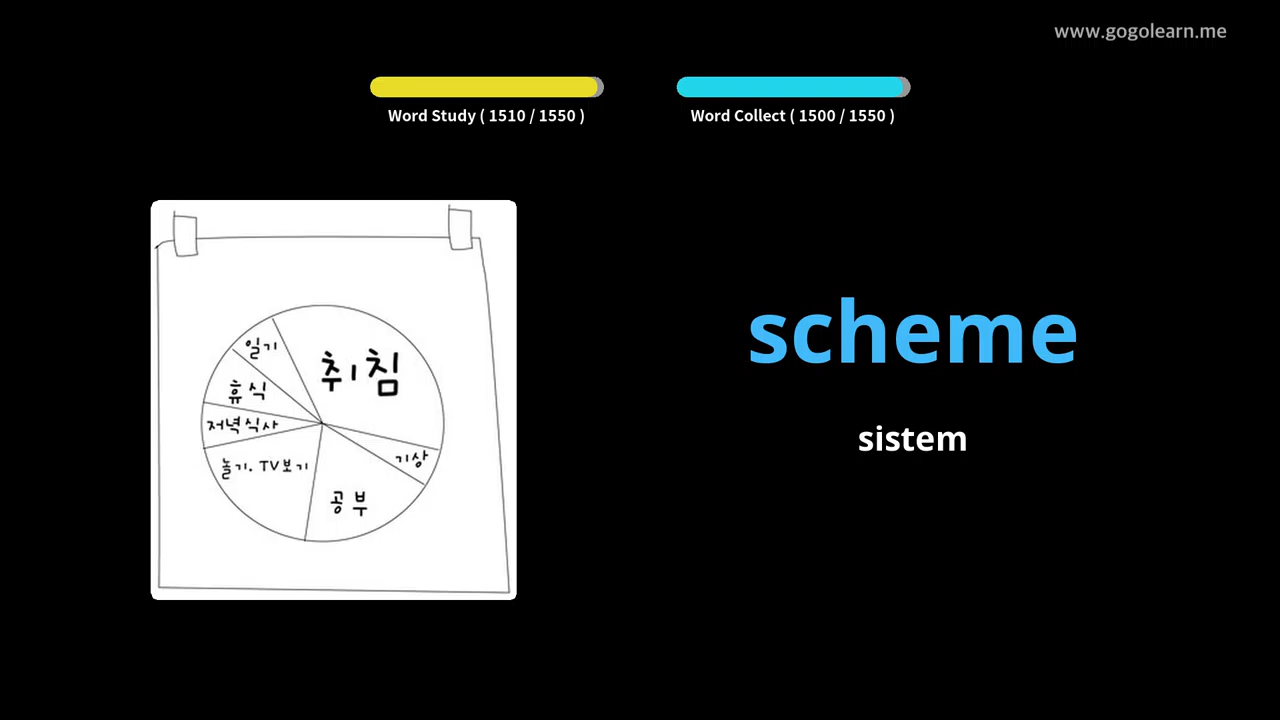 www.gogolearn.me
Word Study ( 1510 / 1550 )
Word Collect ( 1500 / 1550 )
일기
취침
휴식
저녁식사
놀기. TV보기
기상
공부
scheme
sistem